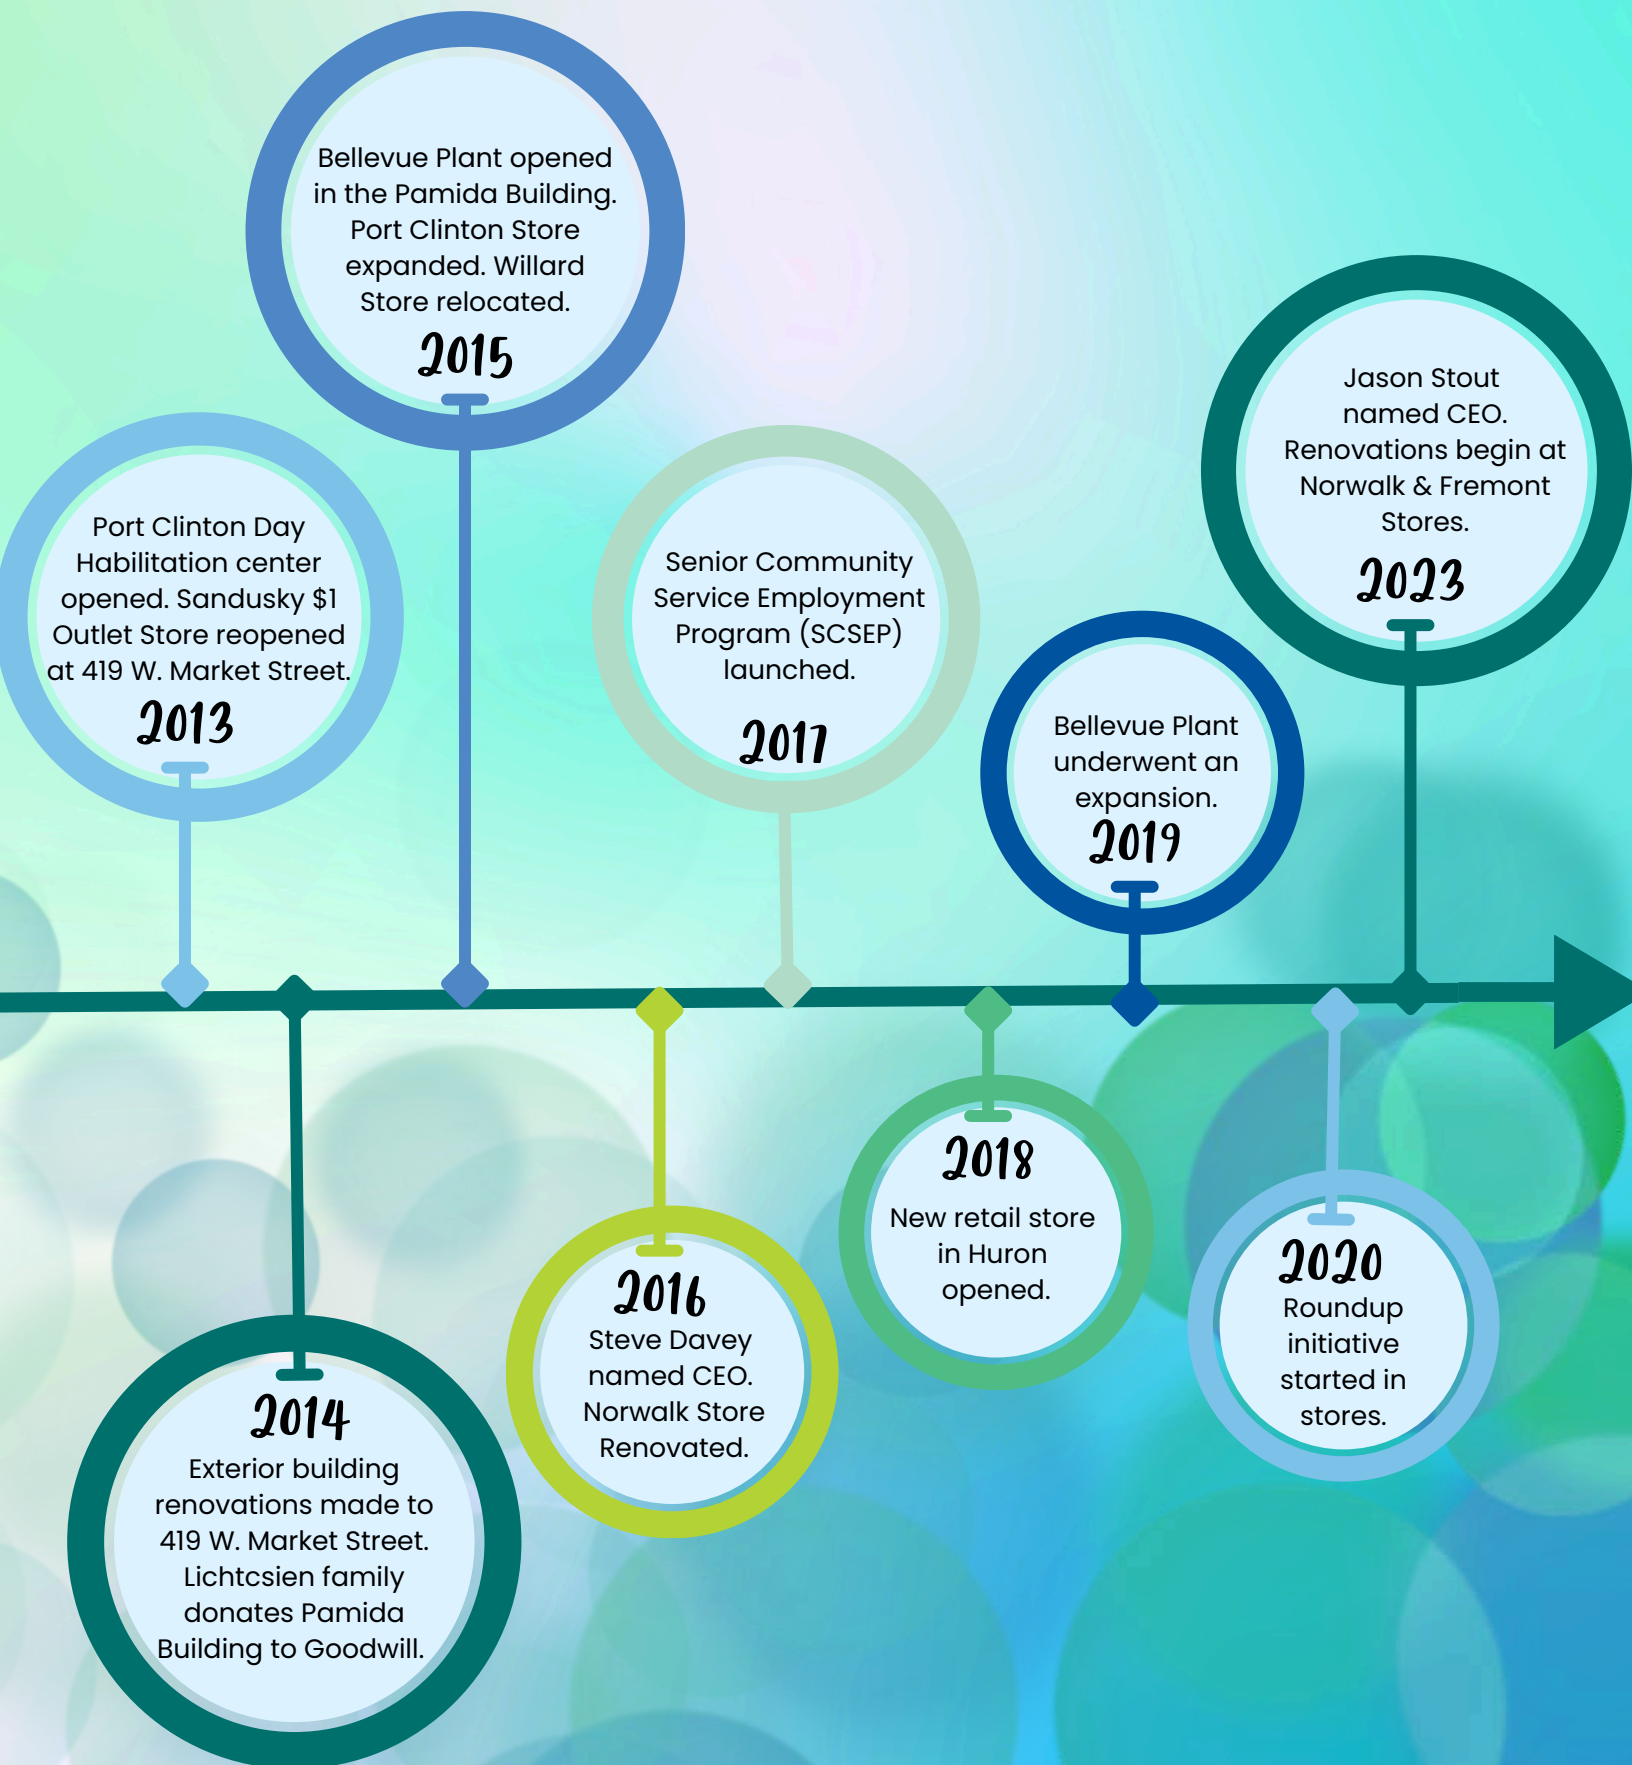 Port Clinton Day
Habilitation center
opened. Sandusky $1
Outlet Store reopened
at 419 W. Market Street.
2013
2014
Exterior building
renovations made to
419 W. Market Street.
Lichtcsien family
donates Pamida
Building to Goodwill.
Bellevue Plant opened
in the Pamida Building.
Port Clinton Store
expanded. Willard
Store relocated.
2015
2016
Steve Davey
named CEO.
Norwalk Store
Renovated.
Senior Community
Service Employment
Program (SCSEP)
launched.
2017
2018
New retail store
in Huron
opened.
Bellevue Plant
underwent an
expansion.
2019
2020
Roundup
initiative
started in
stores.
Jason Stout
named CEO.
Renovations begin at
Norwalk & Fremont
Stores.
2023